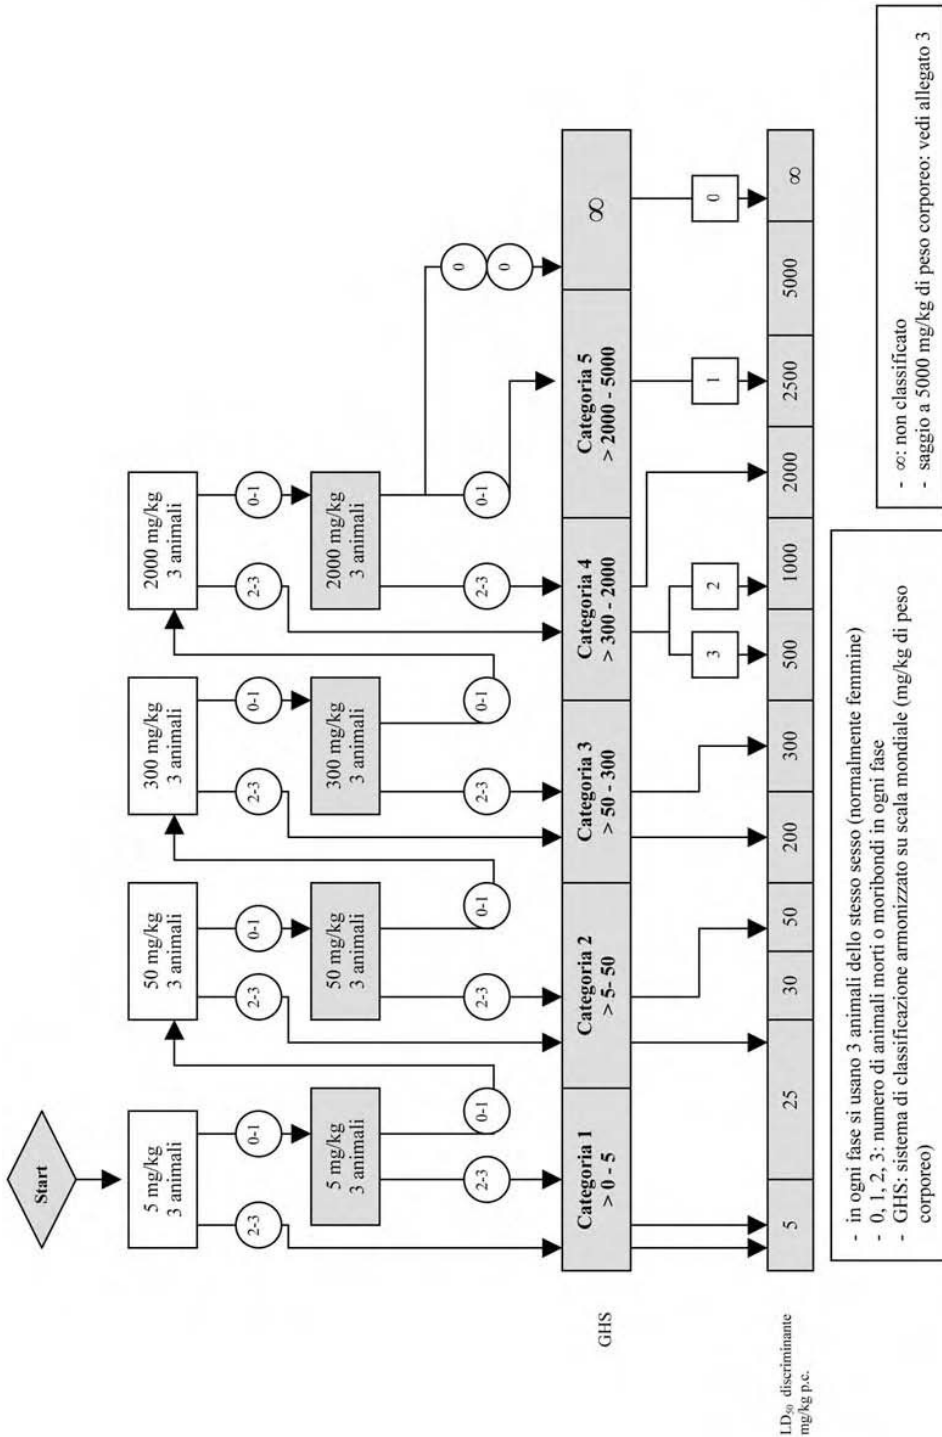 Start
5 mg/kg
3 animali
50 mg/kg
3 animali
300 mg/kg
3 animali
2000 mg/kg
3 animali
2-3
0-1
2-3
0-1
2-3
0-1
2-3
0-1
5 mg/kg
3 animali
50 mg/kg
3 animali
300 mg/kg
3 animali
2000 mg/kg
3 animali
2-3
0-1
2-3
0-1
2-3
0-1
2-3
0-1
0
0
GHS
Categoria 1
> 0 - 5
Categoria 2
> 5- 50
Categoria 3
> 50 - 300
Categoria 4
> 300 - 2000
Categoria 5
> 2000 - 5000
∞
3
2
1
0
LD50 discriminante
mg/kg p.c.
5
25
30
50
200
300
500
1000
2000
2500
5000
∞
- in ogni fase si usano 3 animali dello stesso sesso (normalmente femmine)
- 0, 1, 2, 3: numero di animali morti o moribondi in ogni fase
- GHS: sistema di classificazione armonizzato su scala mondiale (mg/kg di peso
corporeo)
- ∞: non classificato
- saggio a 5000 mg/kg di peso corporeo: vedi allegato 3